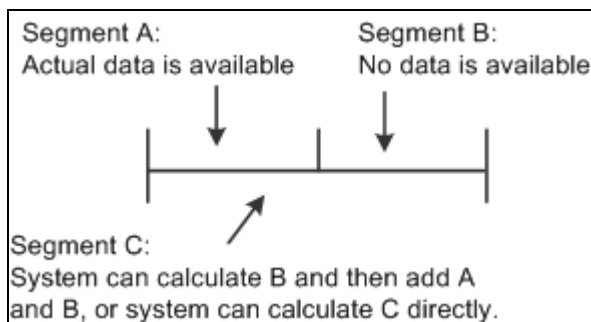 Segment A:
Actual data is available
Segment B:
No data is available
Segment C:
System can calculate B and then add A
and B, or system can calculate C directly.